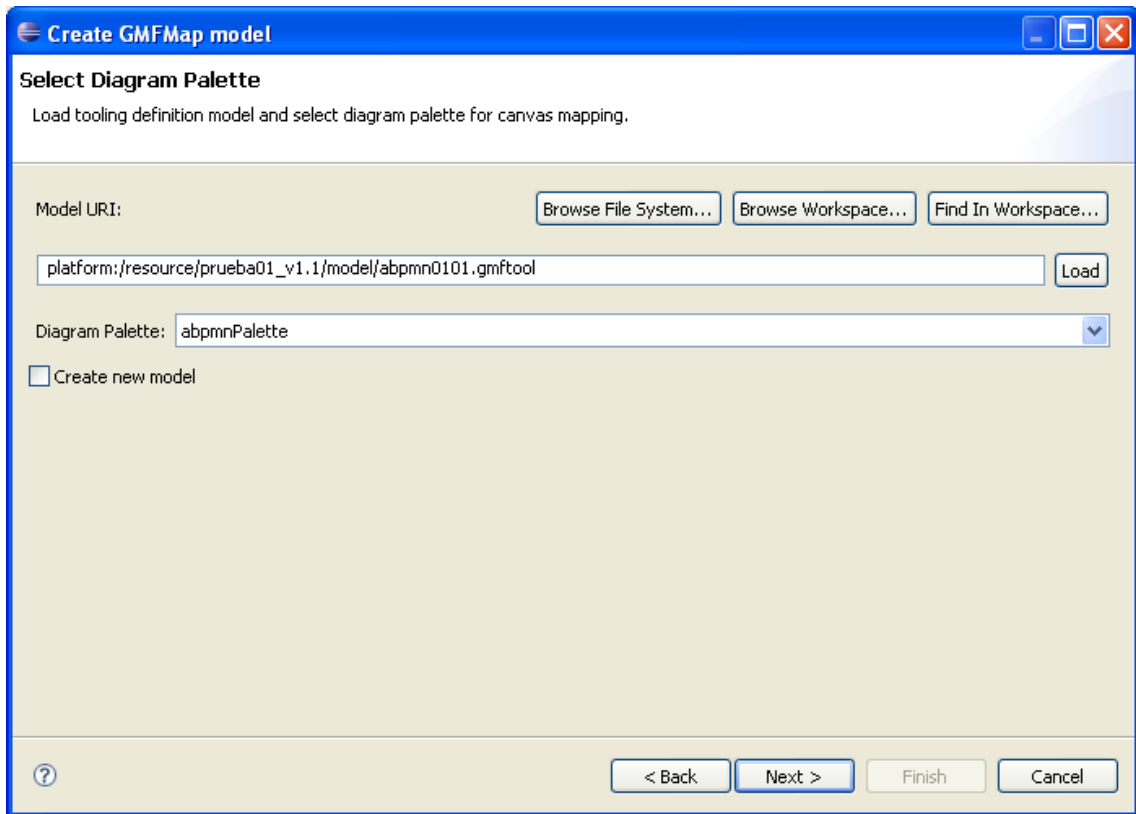 Create GMFMap model
Select Diagram Palette
Load tooling definition model and select diagram palette for canvas mapping.
Model URI: Browse File System... Browse Workspace... Find In Workspace...
platform:/resource/prueba01_v1.1/model/abpmn0101.gmftool Load
Diagram Palette: abpmnPalette
Create new model
? < Back Next > Finish Cancel